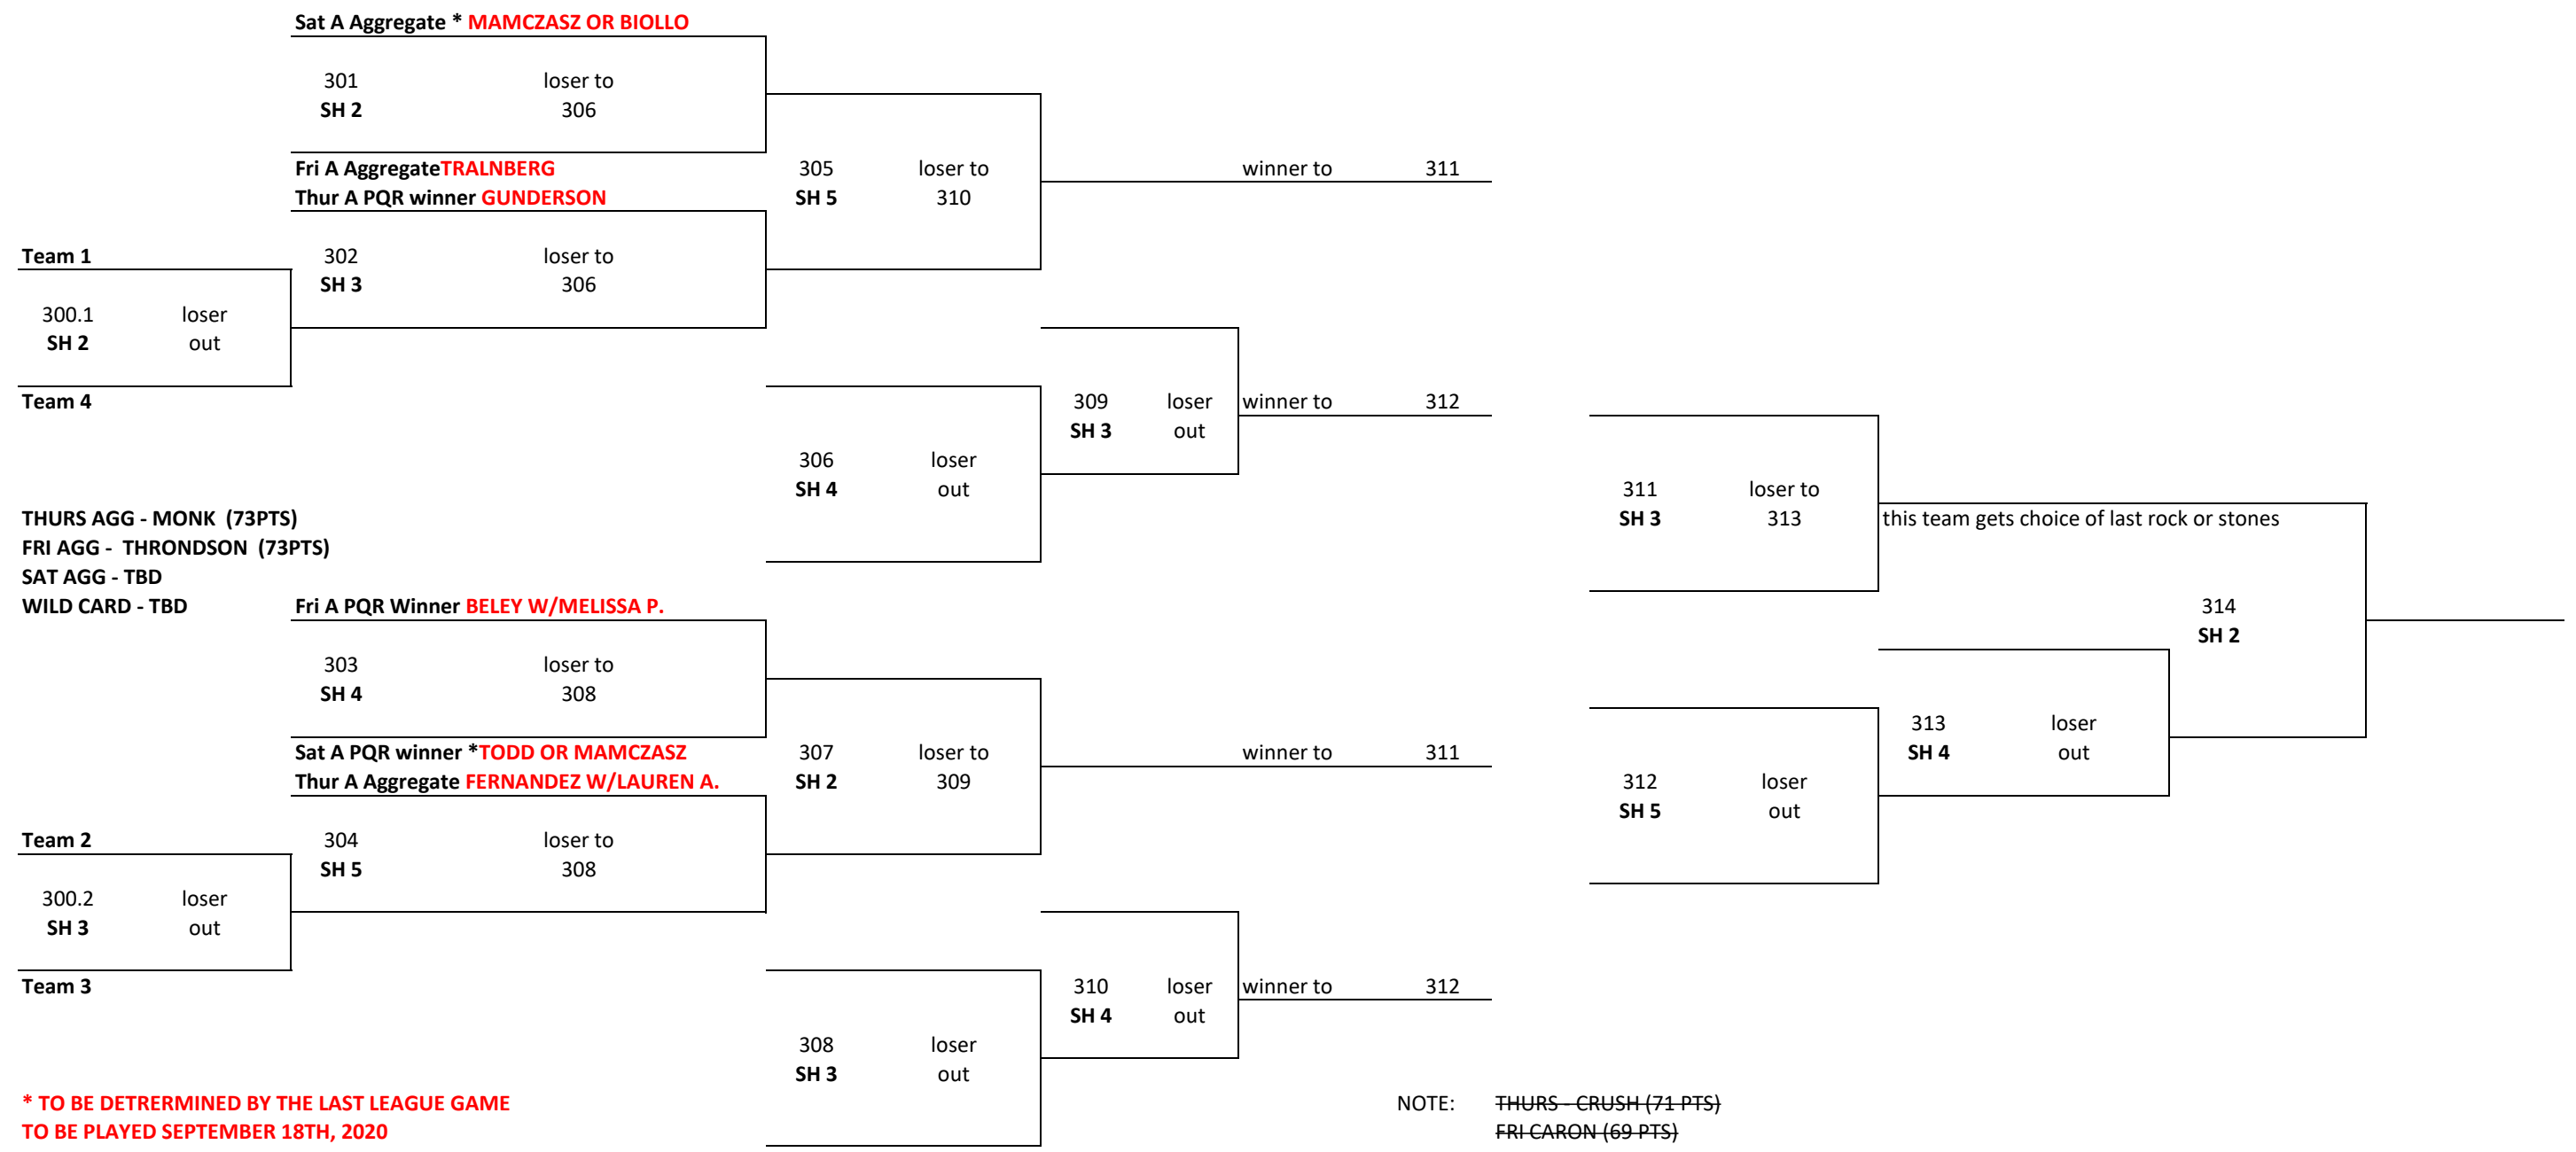 Sat A Aggregate * MAMCZASZ OR BIOLLO
301 loser to
SH 2 306
Fri A AggregateTRALNBERG
Thur A PQR winner GUNDERSON
305 loser to
SH 5 310
winner to 311
Team 1
302 loser to
SH 3 306
300.1 loser
SH 2 out
Team 4
309 loser
SH 3 out
winner to 312
306 loser
SH 4 out
311 loser to
SH 3 313
this team gets choice of last rock or stones
THURS AGG - MONK (73PTS)
FRI AGG - THRONDSON (73PTS)
SAT AGG - TBD
WILD CARD - TBD
Fri A PQR Winner BELEY W/MELISSA P.
314
SH 2
303 loser to
SH 4 308
Sat A PQR winner *TODD OR MAMCZASZ
Thur A Aggregate FERNANDEZ W/LAUREN A.
307 loser to
SH 2 309
winner to 311
313 loser
SH 4 out
312 loser
SH 5 out
Team 2
304 loser to
SH 5 308
300.2 loser
SH 3 out
Team 3
310 loser
SH 4 out
winner to 312
308 loser
SH 3 out
* TO BE DETRERMINED BY THE LAST LEAGUE GAME
TO BE PLAYED SEPTEMBER 18TH, 2020
NOTE: THURS - CRUSH (71 PTS)
FRI CARON (69 PTS)